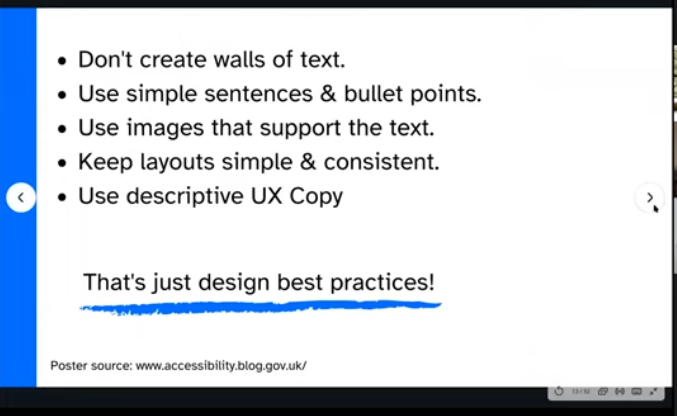 • Don't create walls of text.
• Use simple sentences & bullet points.
• Use images that support the text.
• Keep layouts simple & consistent.
• Use descriptive UX Copy
That's just design best practices!
Poster source: www.accessibility.blog.gov.uk/